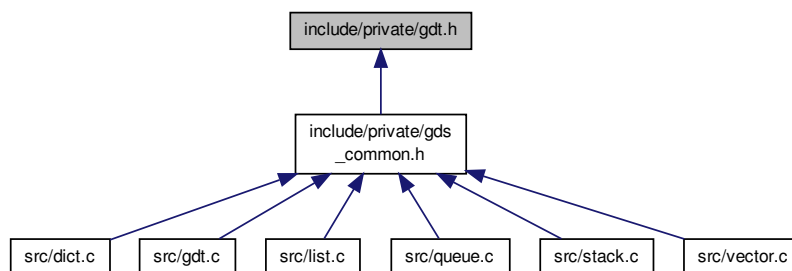 include/private/gdt.h
include/private/gds
_common.h
src/dict.c
src/gdt.c
src/list.c
src/queue.c
src/stack.c
src/vector.c